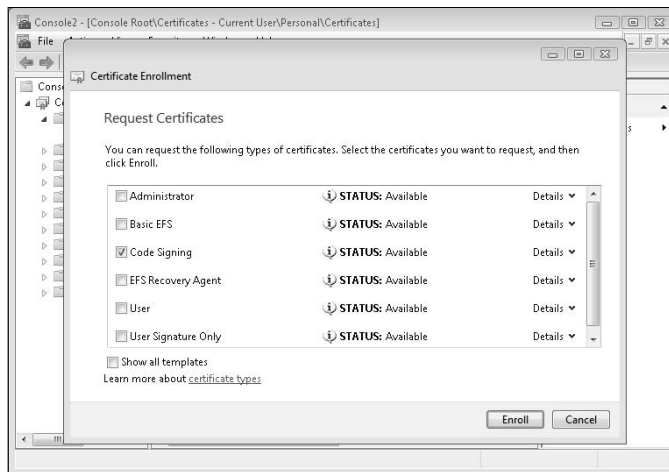 Console2 - [Console Root\Certificates - Current User\Personal\Certificates]
File
Certificate Enrollment
Request Certificates
You can request the following types of certificates. Select the certificates you want to request, and then
click Enroll.
Administrator STATUS: Available Details
Basic EFS STATUS: Available Details
Code Signing STATUS: Available Details
EFS Recovery Agent STATUS: Available Details
User STATUS: Available Details
User Signature Only STATUS: Available Details
Show all templates
Learn more about certificate types
Enroll Cancel